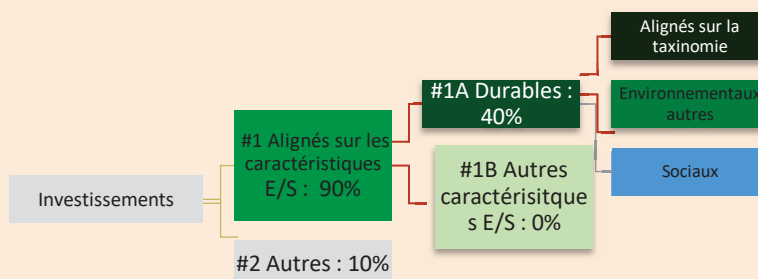 Investissements
#1 Alignés sur les
caractéristiques
E/S : 90%
#2 Autres : 10%
#1A Durables :
40%
#1B Autres
caractérisitque
s E/S : 0%
Alignés sur la
taxinomie
Environnementaux
autres
Sociaux